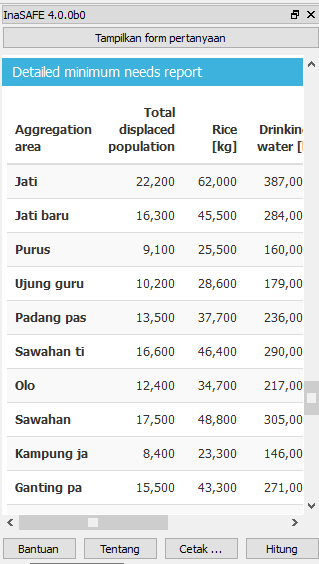 InaSAFE 4.0.0b0
Tampilkan form pertanyaan
Detailed minimum needs report
Aggregation area Total displaced population Rice [kg] Drinking water [l
Jati 22,200 62,000 387,00
Jati baru 16,300 45,500 284,00
Purus 9,100 25,500 160,00
Ujung guru 10,200 28,600 179,00
Padang pas 13,500 37,700 236,00
Sawahan ti 16,600 46,400 290,00
Olo 12,400 34,700 217,00
Sawahan 17,500 48,800 305,00
Kampung ja 8,400 23,300 146,00
Ganting pa 15,500 43,300 271,00
Bantuan Tentang Cetak ... Hitung